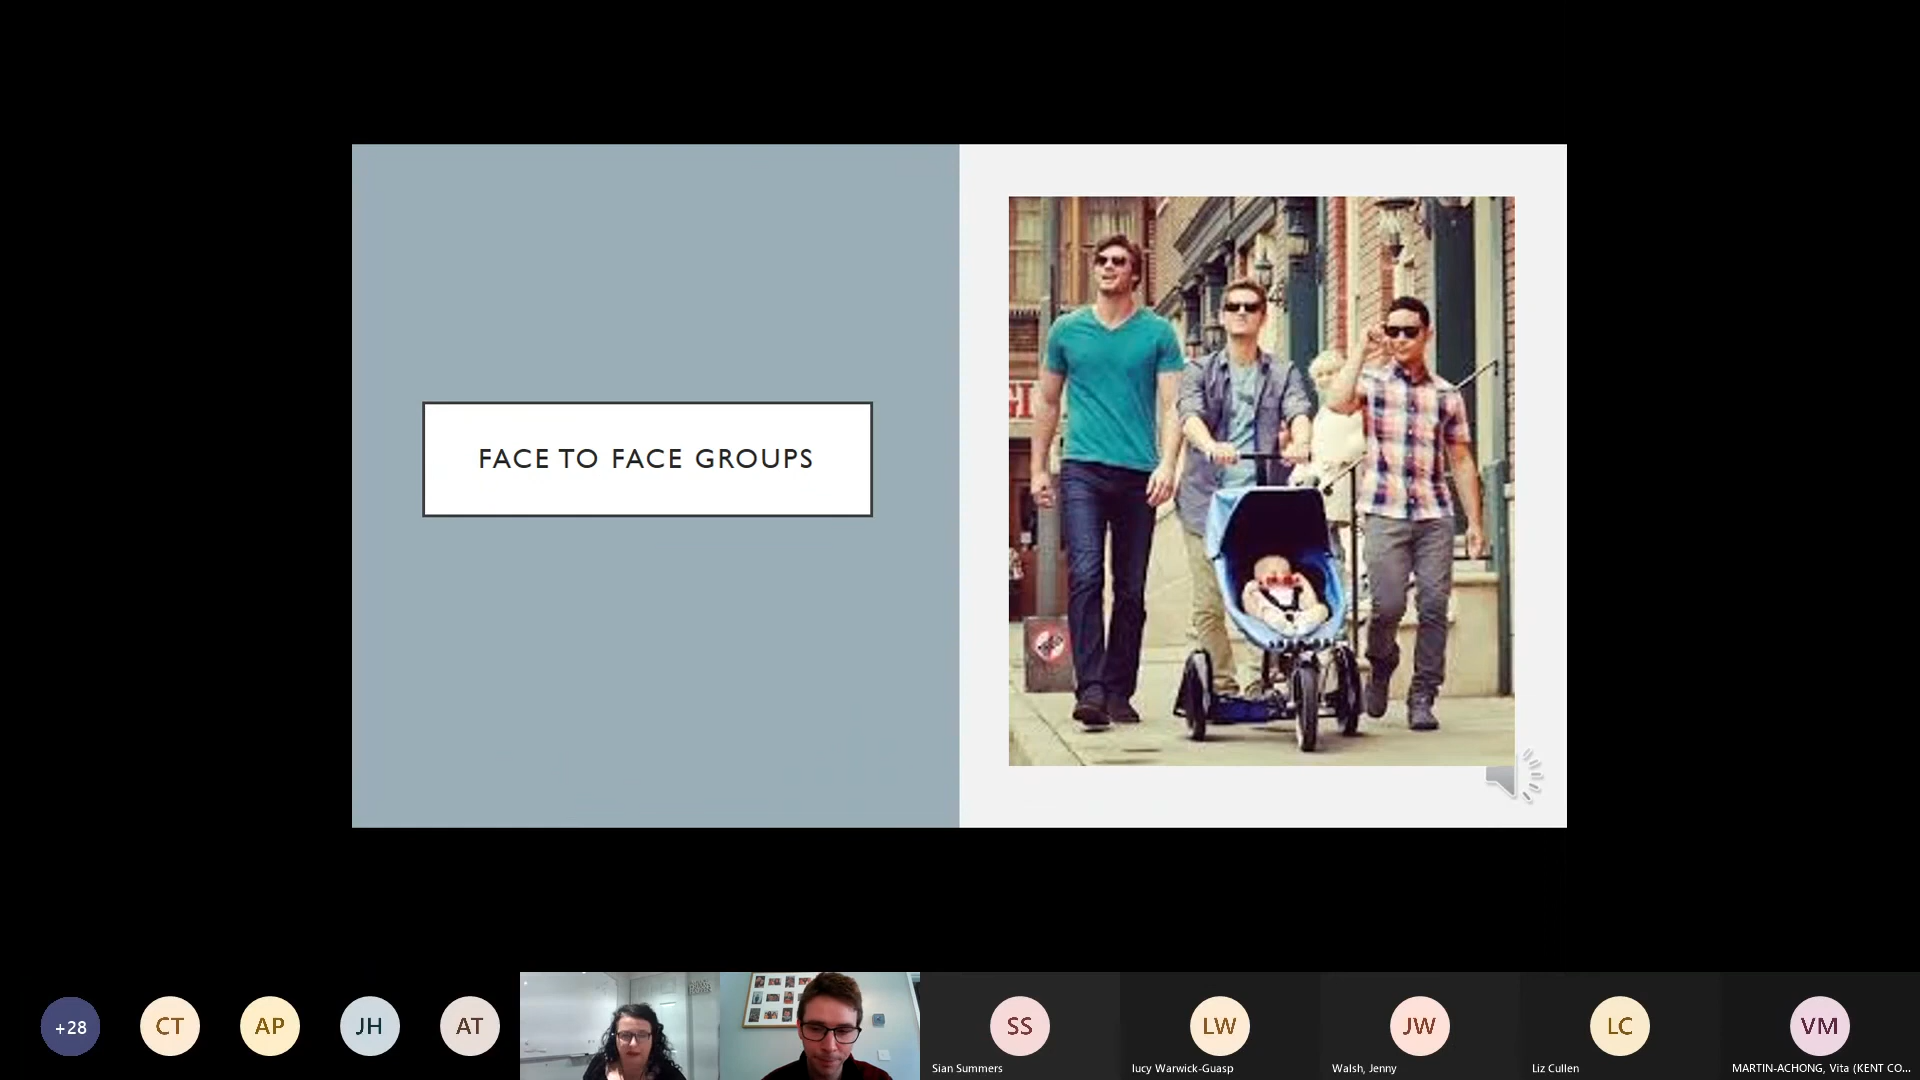 FACE TO FACE GROUPS
+28
CT
AP
JH
AT
SS
LW
JW
LC
VM
Sian Summers
lucy Warwick-Guasp
Walsh, Jenny
Liz Cullen
MARTIN-ACHONG, Vita (KENT CO...